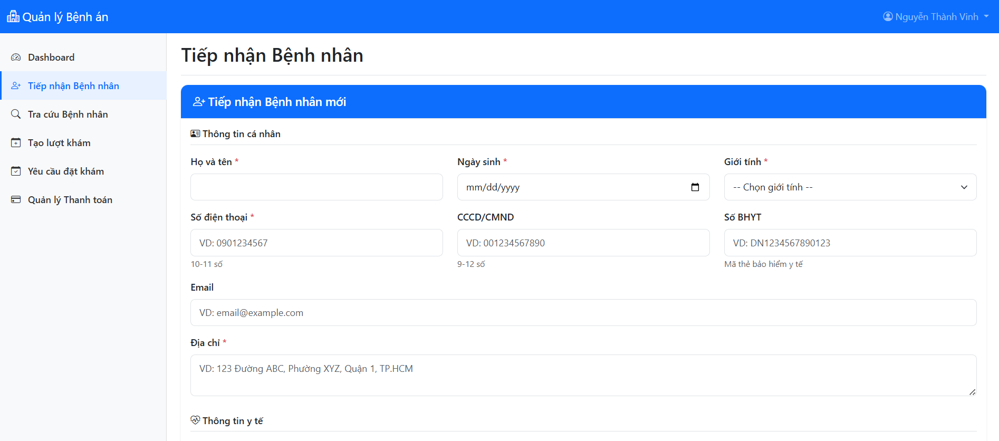 Quản lý Bệnh án
Nguyễn Thành Vinh
Dashboard
Tiếp nhận Bệnh nhân
Tra cứu Bệnh nhân
Tạo lượt khám
Yêu cầu đặt khám
Quản lý Thanh toán
Tiếp nhận Bệnh nhân
Tiếp nhận Bệnh nhân mới
Thông tin cá nhân
Họ và tên *
Ngày sinh *
Giới tính *
mm/dd/yyyy
-- Chọn giới tính --
Số điện thoại *
CCCD/CMND
Số BHYT
VD: 0901234567
VD: 001234567890
VD: DN1234567890123
10-11 số
9-12 số
Mã thẻ bảo hiểm y tế
Email
VD: email@example.com
Địa chỉ *
VD: 123 Đường ABC, Phường XYZ, Quận 1, TP.HCM
Thông tin y tế